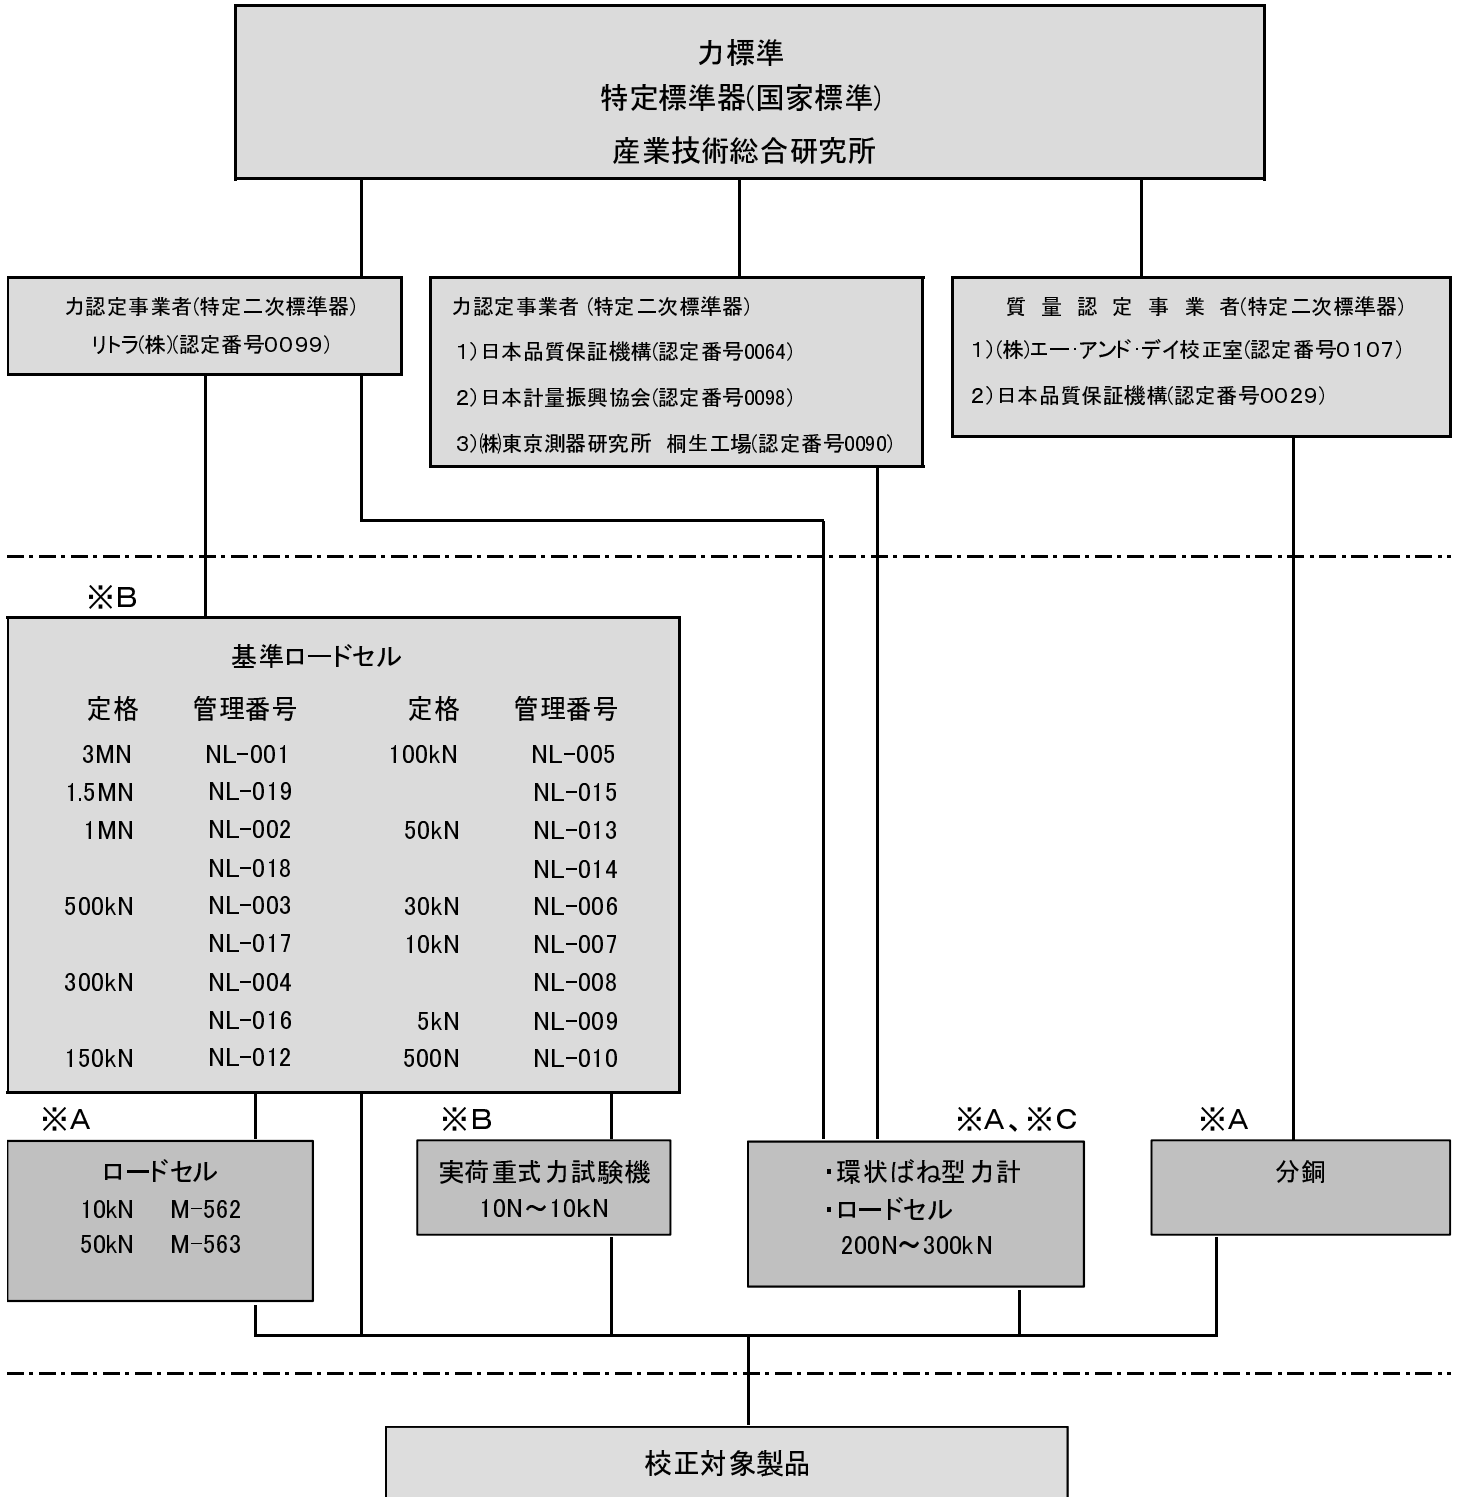 力標準
特定標準器(国家標準)
産業技術総合研究所
力認定事業者(特定二次標準器)
リトラ(株)(認定番号0099)
力認定事業者 (特定二次標準器)
1)日本品質保証機構(認定番号0064)
2)日本計量振興協会(認定番号0098)
3)㈱東京測器研究所 桐生工場(認定番号0090)
質 量 認 定 事 業 者(特定二次標準器)
1)(株)エー・アンド・デイ校正室(認定番号0107)
2)日本品質保証機構(認定番号0029)
※B
基準ロードセル
定格 管理番号 定格 管理番号
3MN NL-001 100kN NL-005
1.5MN NL-019 NL-015
1MN NL-002 50kN NL-013
NL-018 NL-014
500kN NL-003 30kN NL-006
NL-017 10kN NL-007
300kN NL-004 NL-008
NL-016 5kN NL-009
150kN NL-012 500N NL-010
※A
ロードセル
10kN M-562
50kN M-563
※B
実荷重式力試験機
10N～10kN
※A、※C
・環状ばね型力計
・ロードセル
200N～300kN
※A
分銅
校正対象製品